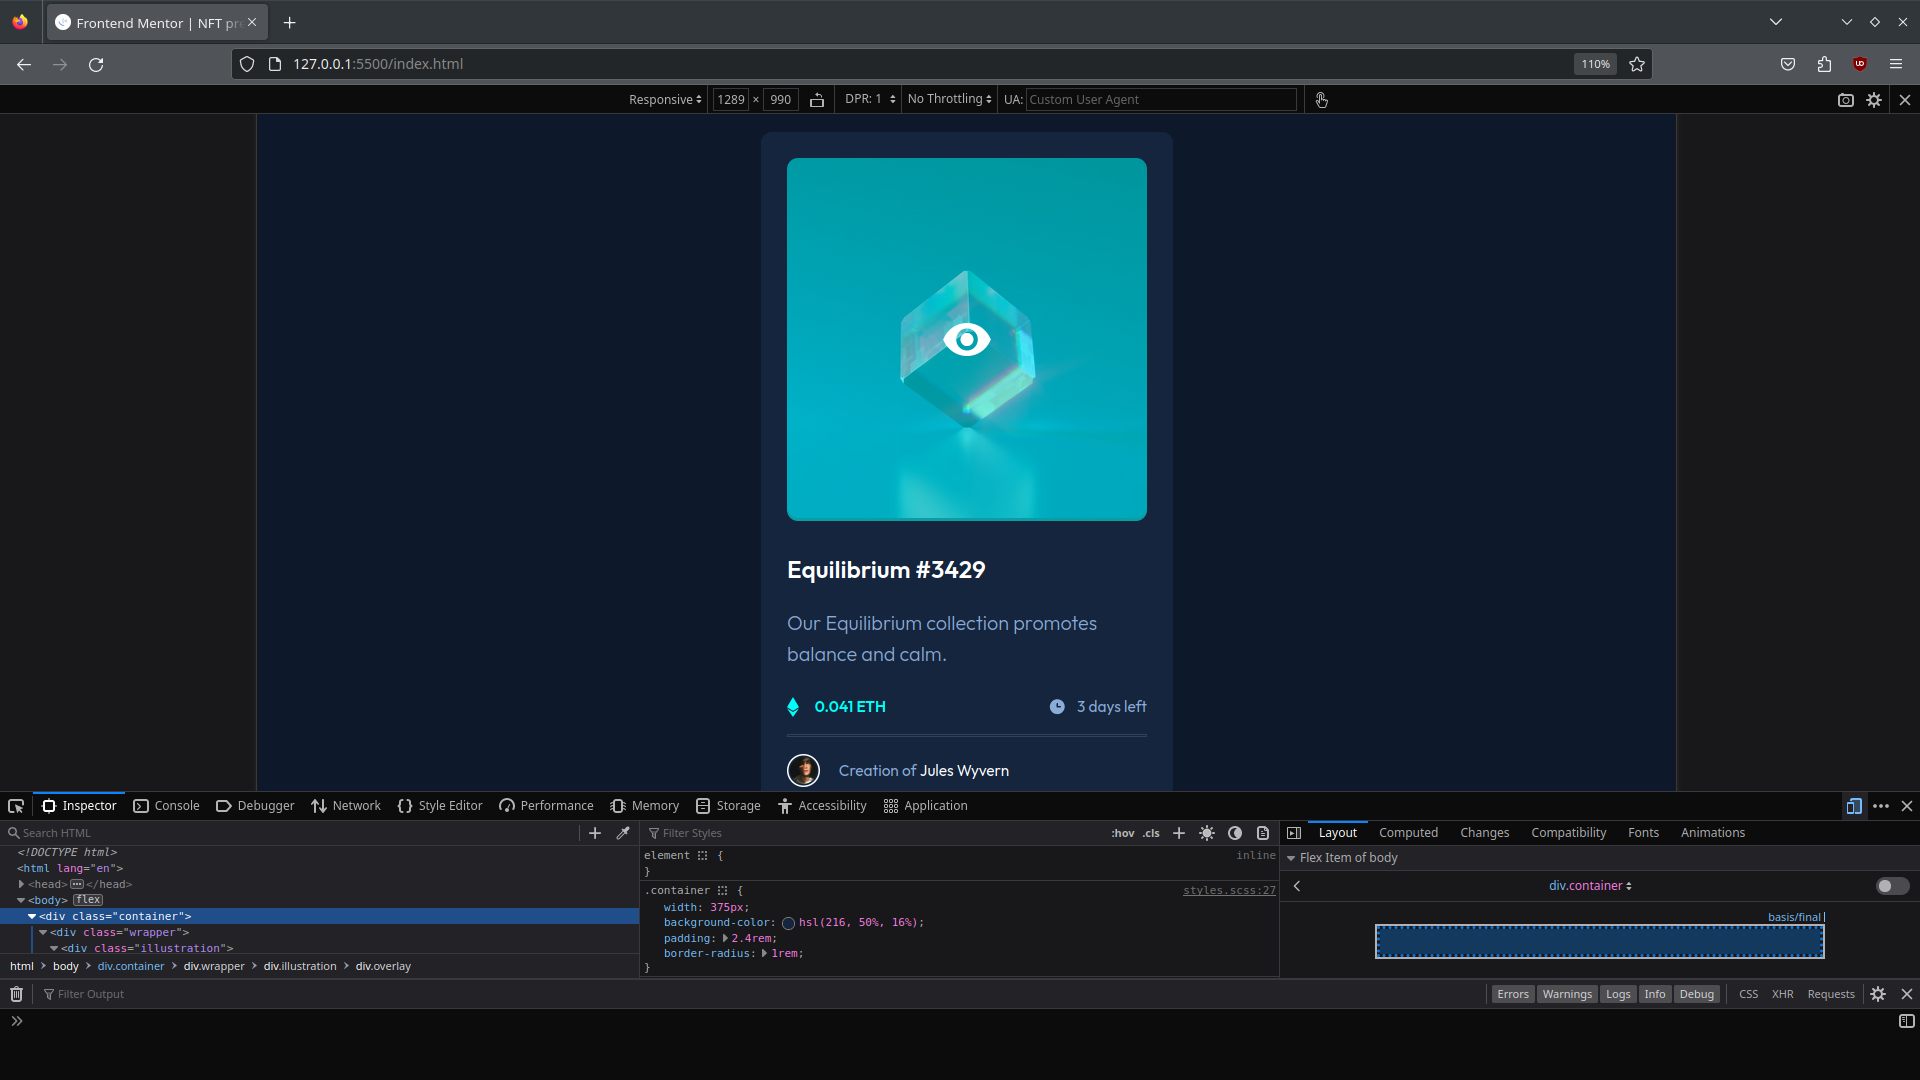 Frontend Mentor | NFT pr
127.0.0.1:5500/index.html
110%
Responsive 1289 × 990 DPR: 1 No Throttling UA: Custom User Agent
Equilibrium #3429
Our Equilibrium collection promotes
balance and calm.
0.041 ETH
3 days left
Creation of Jules Wyvern
Inspector Console Debugger Network Style Editor Performance Memory Storage Accessibility Application
Search HTML
<!DOCTYPE html>
<html lang="en">
<head></head>
<body> flex
<div class="container">
<div class="wrapper">
<div class="illustration">
html body div.container div.wrapper div.illustration div.overlay
Filter Styles
:hov .cls
element {
inline
}
.container {
styles.scss:27
width: 375px;
background-color: hsl(216, 50%, 16%);
padding: 2.4rem;
border-radius: 1rem;
}
Layout Computed Changes Compatibility Fonts Animations
Flex Item of body
div.container
basis/final
Filter Output
Errors Warnings Logs Info Debug CSS XHR Requests